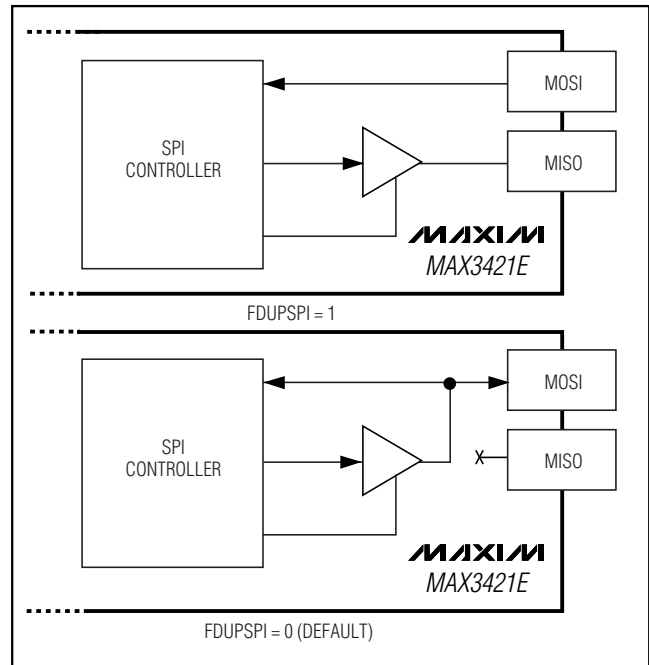 MOSI
SPI
CONTROLLER
MISO
MAXIM
MAX3421E
FDUPSPI = 1
MOSI
SPI
CONTROLLER
MISO
X
MAXIM
MAX3421E
FDUPSPI = 0 (DEFAULT)